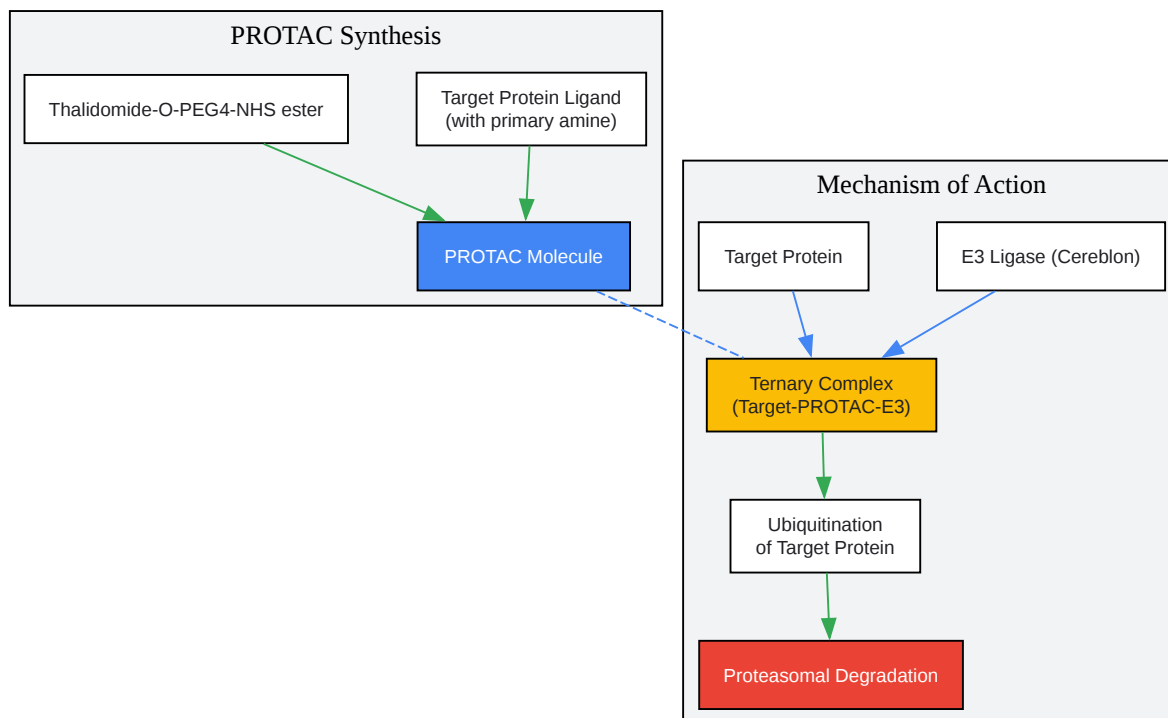 PROTAC Synthesis
Thalidomide-O-PEG4-NHS ester
Target Protein Ligand
(with primary amine)
PROTAC Molecule
Mechanism of Action
Target Protein
E3 Ligase (Cereblon)
Ternary Complex
(Target-PROTAC-E3)
Ubiquitination
of Target Protein
Proteasomal Degradation